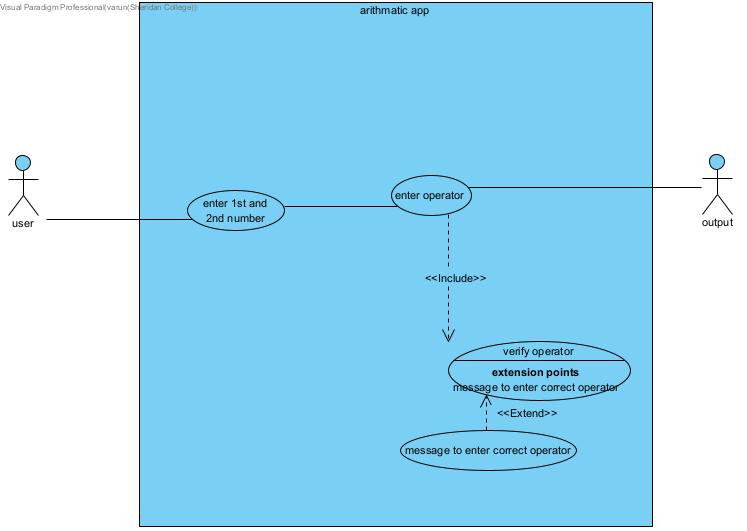 Visual Paradigm Professional(varun(Sheridan College))
arithmatic app
enter 1st and
2nd number
enter operator
user
output
<<Include>>
verify operator
extension points
message to enter correct operator
<<Extend>>
message to enter correct operator